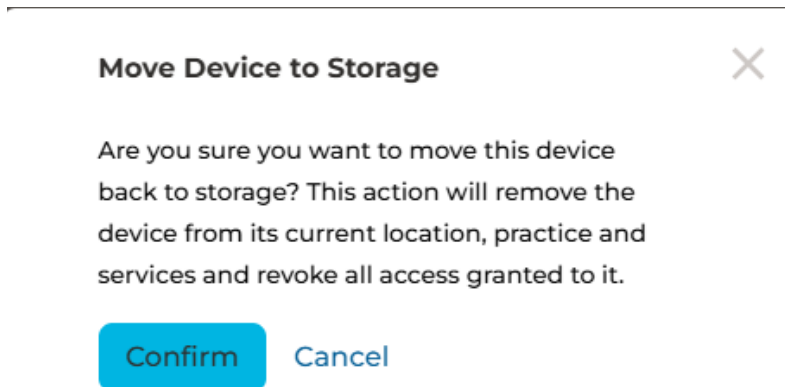 Move Device to Storage
Are you sure you want to move this device
back to storage? This action will remove the
device from its current location, practice and
services and revoke all access granted to it.
Confirm Cancel